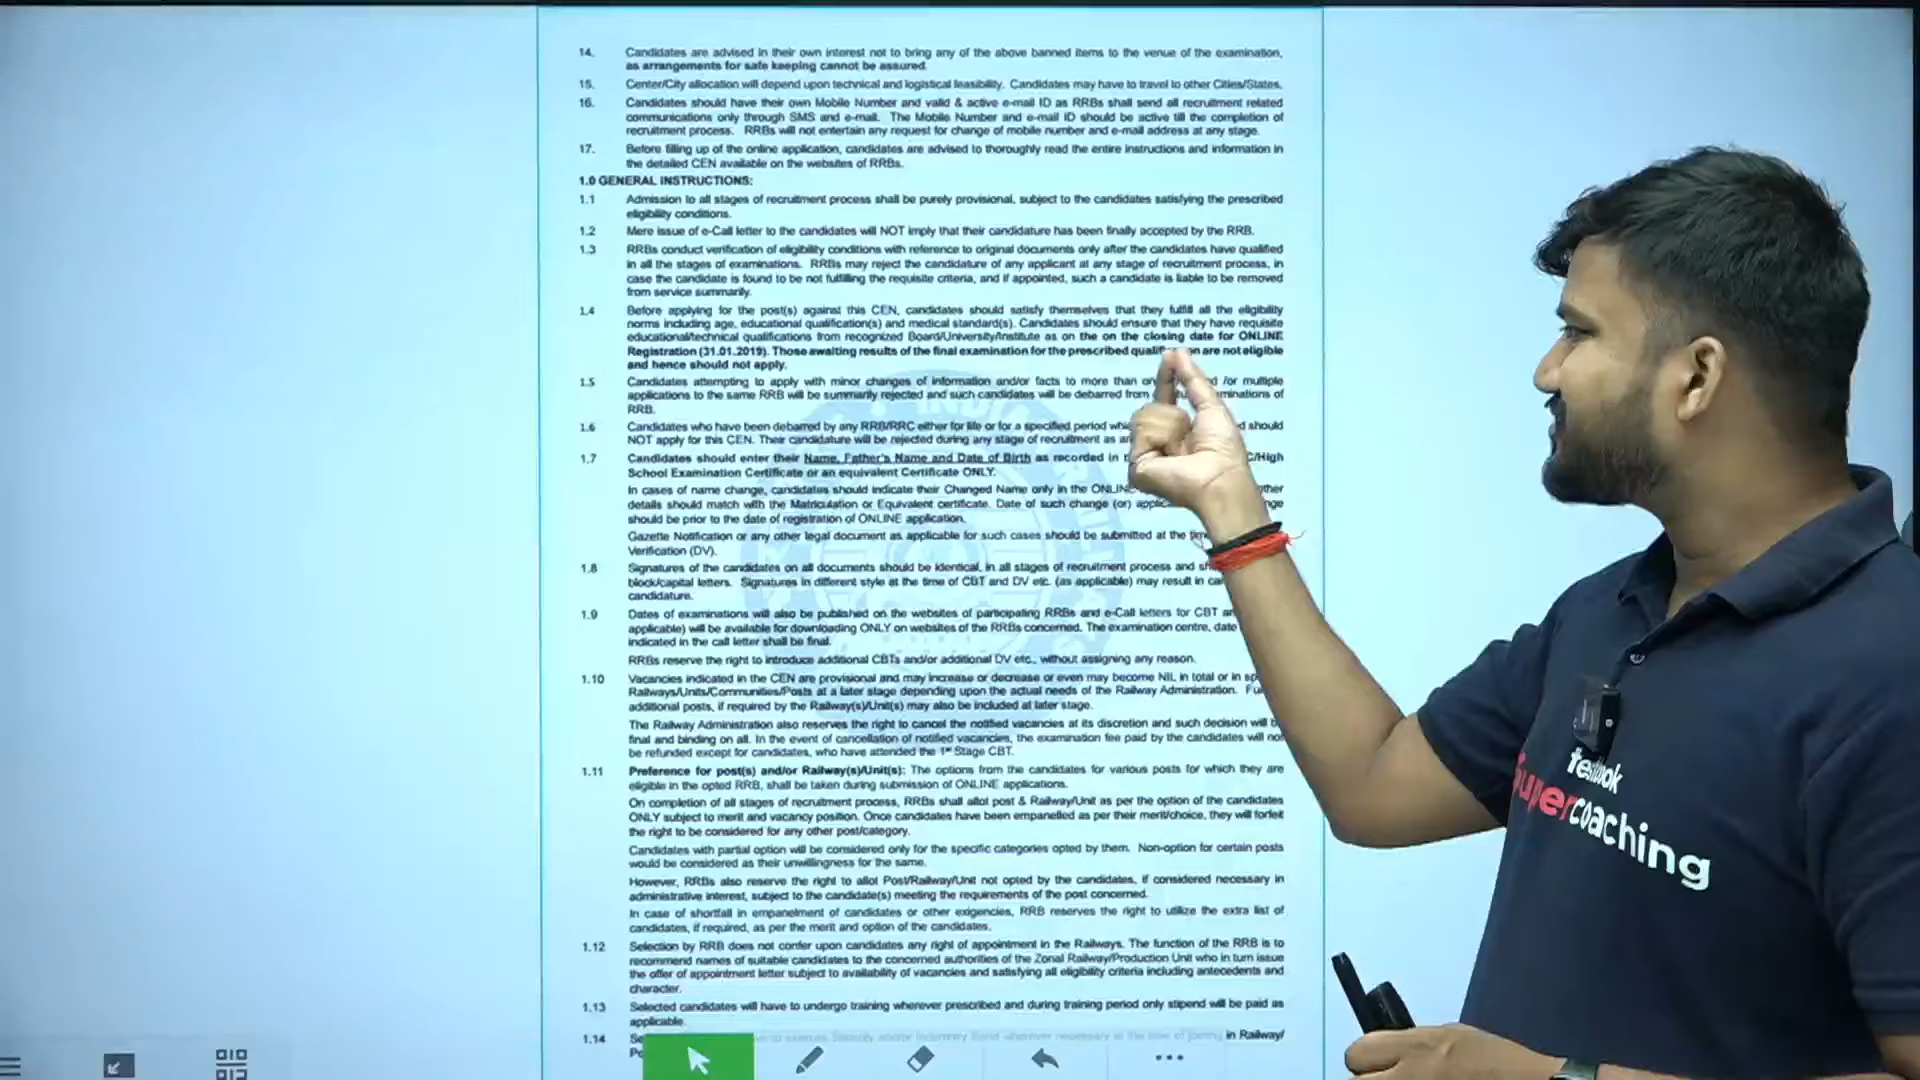 14. Candidates are advised in their own interest not to bring any of the above banned items to the venue of the examination,
as arrangements for safe keeping cannot be assured.
15. Center/City allocation will depend upon technical and logistical feasibility. Candidates may have to travel to other Cities/States.
16. Candidates should have their own Mobile Number and valid & active e-mail ID as RRBs shall send all recruitment related
communications only through SMS and e-mail. The Mobile Number and e-mail ID should be active till the completion of
recruitment process. RRBs will not entertain any request for change of mobile number and e-mail address at any stage.
17. Before filling up of the online application, candidates are advised to thoroughly read the entire instructions and information in
the detailed CEN available on the websites of RRBs.
1.0 GENERAL INSTRUCTIONS:
1.1 Admission to all stages of recruitment process shall be purely provisional, subject to the candidates satisfying the prescribed
eligibility conditions.
1.2 Mere issue of e-Call letter to the candidates will NOT imply that their candidature has been finally accepted by the RRB.
1.3 RRBs conduct verification of eligibility conditions with reference to original documents only after the candidates have qualified
in all the stages of examinations. RRBs may reject the candidature of any applicant at any stage of recruitment process, in
case the candidate is found to be not fulfilling the requisite criteria, and if appointed, such a candidate is liable to be removed
from service summarily.
1.4 Before applying for the post(s) against this CEN, candidates should satisfy themselves that they fulfill all the eligibility
norms including age, educational qualification(s) and medical standard(s). Candidates should ensure that they have requisite
educational/technical qualifications from recognized Board/University/Institute as on the on the closing date for ONLINE
Registration (31.01.2019). Those awaiting results of the final examination for the prescribed are not eligible
and hence should not apply.
1.5 Candidates attempting to apply with minor changes of information and/or facts to more than /or multiple
applications to the same RRB will be summarily rejected and such candidates will be debarred from of
RRB.
1.6 Candidates who have been debarred by any RRB/RRC either for life or for a specified period should
NOT apply for this CEN. Their candidature will be rejected during any stage of recruitment as
1.7 Candidates should enter their Name, Father's Name and Date of Birth as recorded in C/High
School Examination Certificate or an equivalent Certificate ONLY.
In cases of name change, candidates should indicate their Changed Name only in the
details should match with the Matriculation or Equivalent certificate. Date of such change (or)
should be prior to the date of registration of ONLINE application.
Gazette Notification or any other legal document as applicable for such cases should be submitted at the
Verification (DV).
1.8 Signatures of the candidates on all documents should be identical, in all stages of recruitment process and
block/capital letters. Signatures in different style at the time of CBT and DV etc. (as applicable) may result in
candidature.
1.9 Dates of examinations will also be published on the websites of participating RRBs and e-Call letters for CBT
applicable) will be available for downloading ONLY on websites of the RRBs concerned. The examination centre, date
indicated in the call letter shall be final.
RRBs reserve the right to introduce additional CBTs and/or additional DV etc., without assigning any reason.
1.10 Vacancies indicated in the CEN are provisional and may increase or decrease or even may become NIL in total or in
Railways/Units/Communities/Posts at a later stage depending upon the actual needs of the Railway Administration.
additional posts, if required by the Railway(s)/Unit(s) may also be included at later stage.
The Railway Administration also reserves the right to cancel the notified vacancies at its discretion and such decision will
final and binding on all. In the event of cancellation of notified vacancies, the examination fee paid by the candidates will not
be refunded except for candidates, who have attended the 1st Stage CBT.
1.11 Preference for post(s) and/or Railway(s)/Unit(s): The options from the candidates for various posts for which they are
eligible in the opted RRB, shall be taken during submission of ONLINE applications.
On completion of all stages of recruitment process, RRBs shall allot post & Railway/Unit as per the option of the candidates
ONLY subject to merit and vacancy position. Once candidates have been empanelled as per their merit/choice, they will forfeit
the right to be considered for any other post/category.
Candidates with partial option will be considered only for the specific categories opted by them. Non-option for certain posts
would be considered as their unwillingness for the same.
However, RRBs also reserve the right to allot Post/Railway/Unit not opted by the candidates, if considered necessary in
administrative interest, subject to the candidate(s) meeting the requirements of the post concerned.
In case of shortfall in empanelment of candidates or other exigencies, RRB reserves the right to utilize the extra list of
candidates, if required, as per the merit and option of the candidates.
1.12 Selection by RRB does not confer upon candidates any right of appointment in the Railways. The function of the RRB is to
recommend names of suitable candidates to the concerned authorities of the Zonal Railway/Production Unit who in turn issue
the offer of appointment letter subject to availability of vacancies and satisfying all eligibility criteria including antecedents and
character.
1.13 Selected candidates will have to undergo training wherever prescribed and during training period only stipend will be paid as
applicable.
1.14 in Railway/
coaching